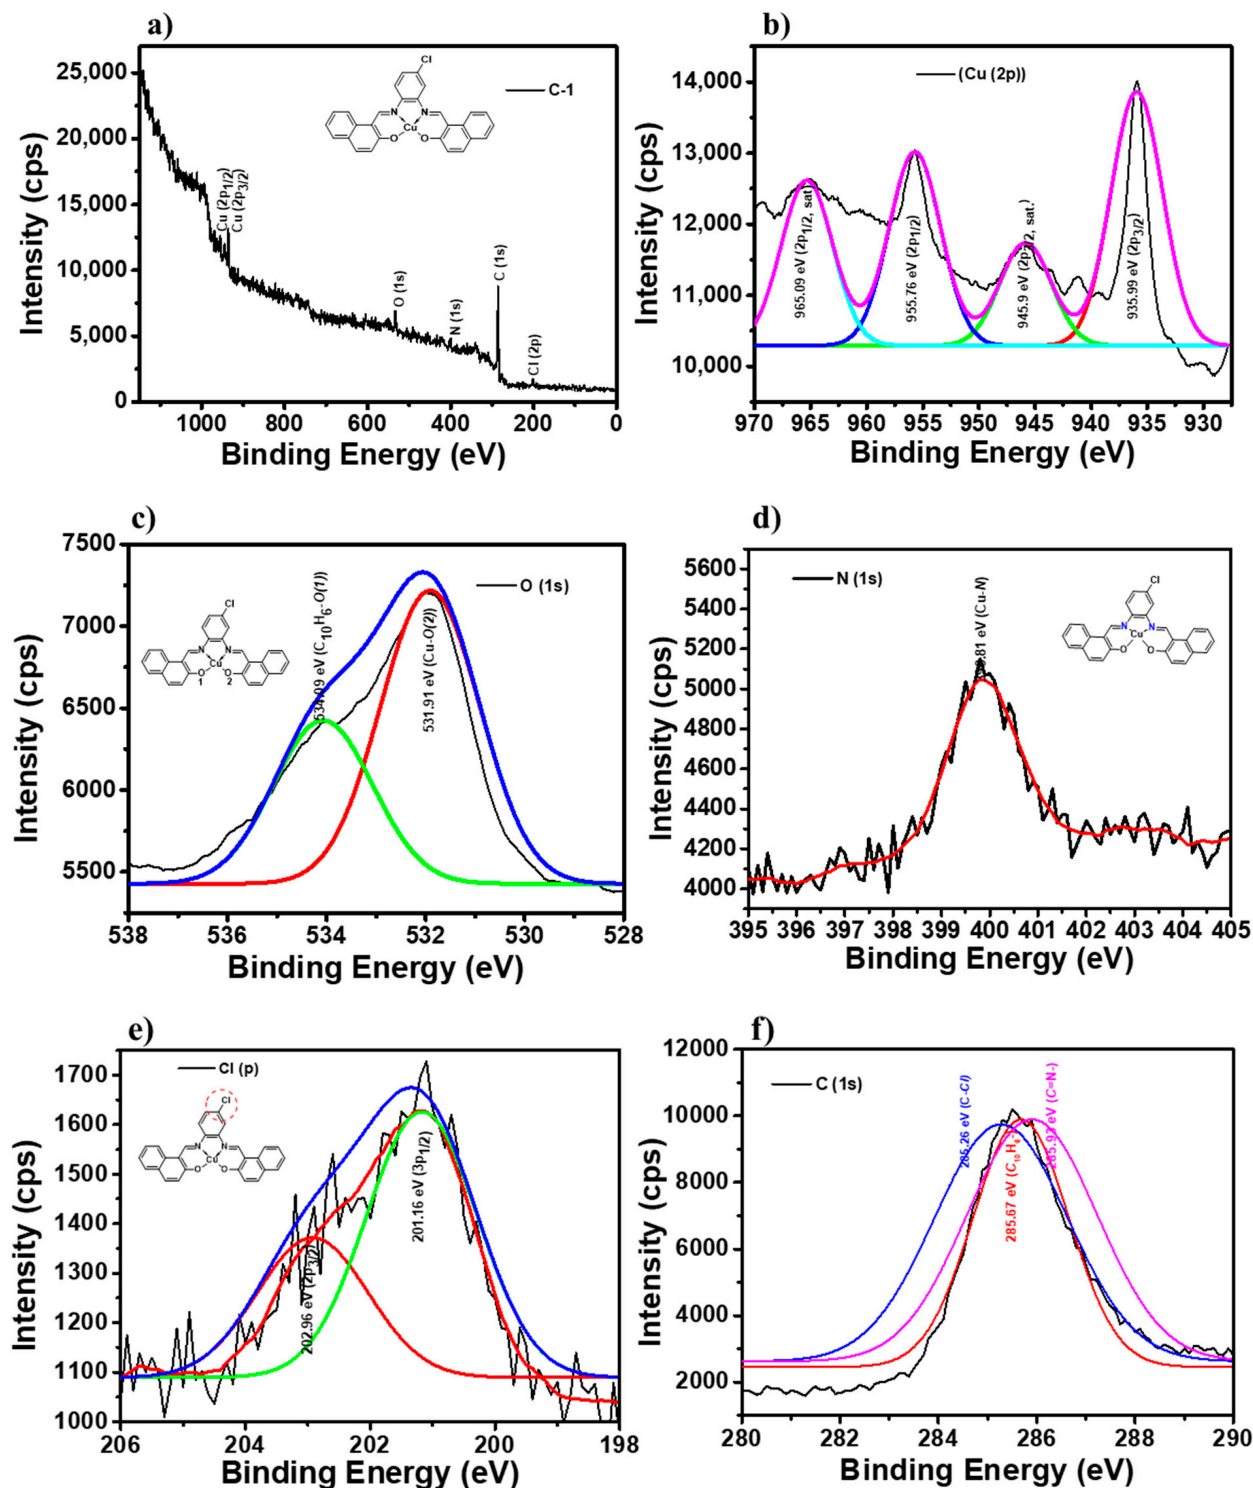 a)
25,000
20,000
15,000
10,000
5,000
0
1000
800
600
400
200
0
Intensity (cps)
Binding Energy (eV)
C-1
Cl
N
N
Cu
O
O
Cu (2p1/2)
Cu (2p3/2)
O (1s)
N (1s)
C (1s)
Cl (2p)
b)
14,000
13,000
12,000
11,000
10,000
970 965 960 955 950 945 940 935 930
Intensity (cps)
Binding Energy (eV)
(Cu (2p))
965.09 eV (2p1/2, sat.)
955.76 eV (2p1/2)
945.9 eV (2p3/2, sat.)
935.99 eV (2p3/2)
c)
7500
7000
6500
6000
5500
538 536 534 532 530 528
Intensity (cps)
Binding Energy (eV)
O (1s)
Cl
N
N
Cu
O
O
1
2
534.09 eV (C10H6-O(1))
531.91 eV (Cu-O(2))
d)
5600
5400
5200
5000
4800
4600
4400
4200
4000
395 396 397 398 399 400 401 402 403 404 405
Intensity (cps)
Binding Energy (eV)
N (1s)
Cl
N
N
Cu
O
O
.81 eV (Cu-N)
e)
1700
1600
1500
1400
1300
1200
1100
1000
206 204 202 200 198
Intensity (cps)
Binding Energy (eV)
Cl (p)
Cl
N
N
Cu
O
O
202.96 eV (2p3/2)
201.16 eV (3p1/2)
f)
12000
10000
8000
6000
4000
2000
280 282 284 286 288 290
Intensity (cps)
Binding Energy (eV)
C (1s)
285.26 eV (C-Cl)
285.67 eV (C10H6
285.93 eV (C=N-)